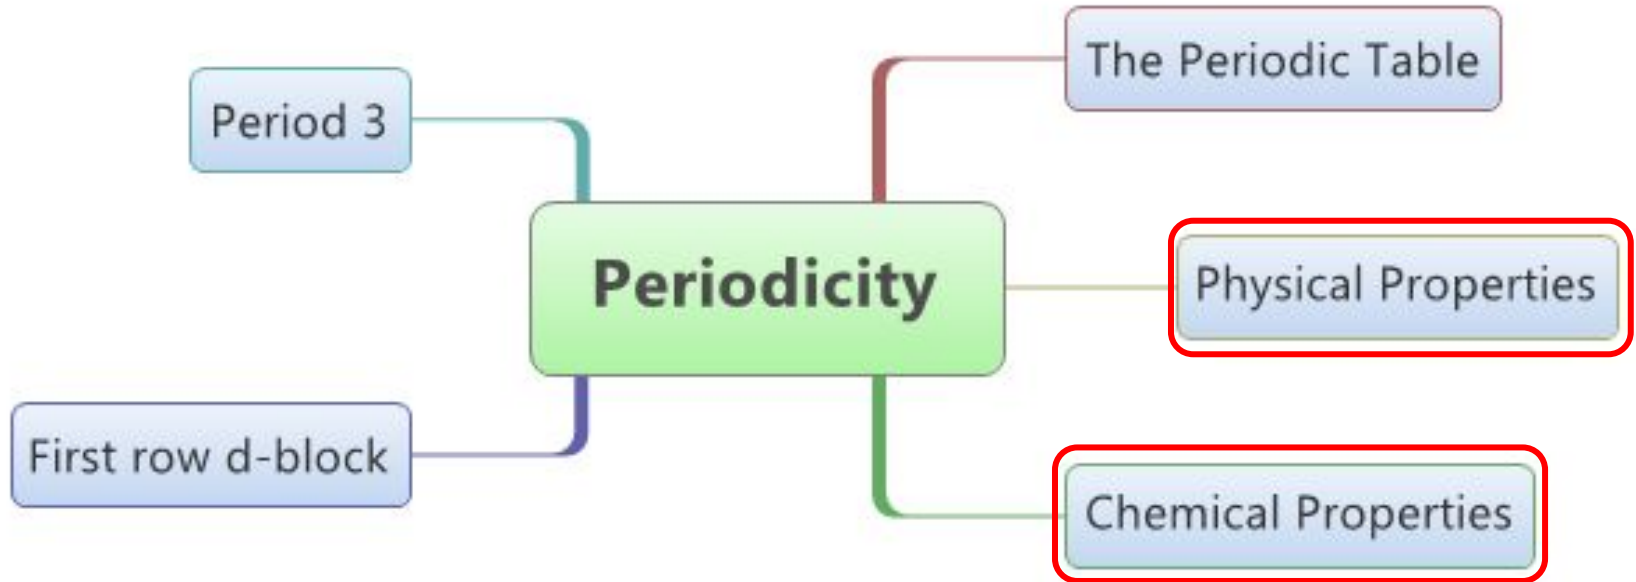 The Periodic Table
Period 3
Periodicity
Physical Properties
First row d-block
Chemical Properties